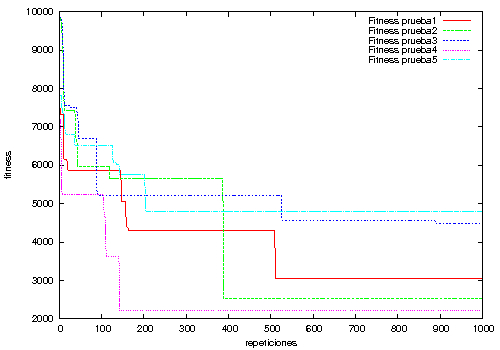 10000
9000
8000
7000
6000
5000
4000
3000
2000
fitness
0
100
200
300
400
500
600
700
800
900
1000
repeticiones
Fitness prueba1
Fitness prueba2
Fitness prueba3
Fitness prueba4
Fitness prueba5